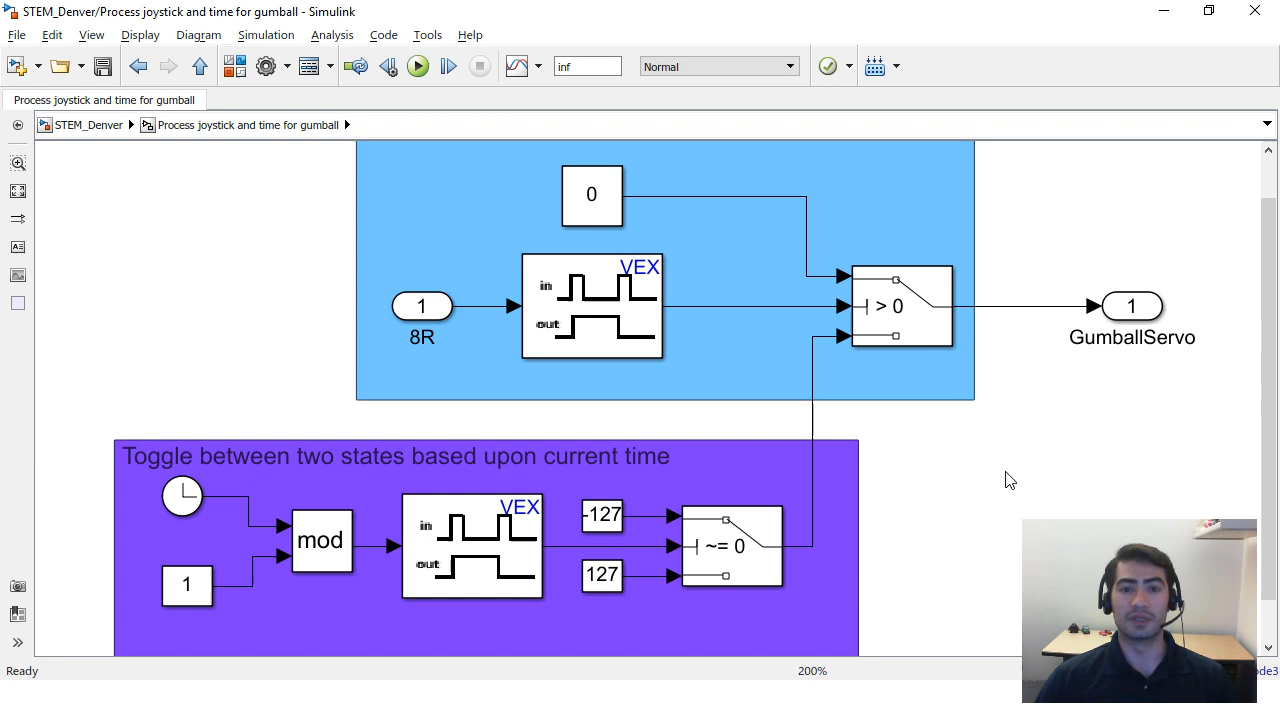 STEM_Denver/Process joystick and time for gumball - Simulink
File Edit View Display Diagram Simulation Analysis Code Tools Help
inf Normal
Process joystick and time for gumball
STEM_Denver Process joystick and time for gumball
0
VEX
in
out
1
8R
> 0
1
GumballServo
Toggle between two states based upon current time
1
mod
VEX
in
out
-127
127
~= 0
Ready 200% ode3